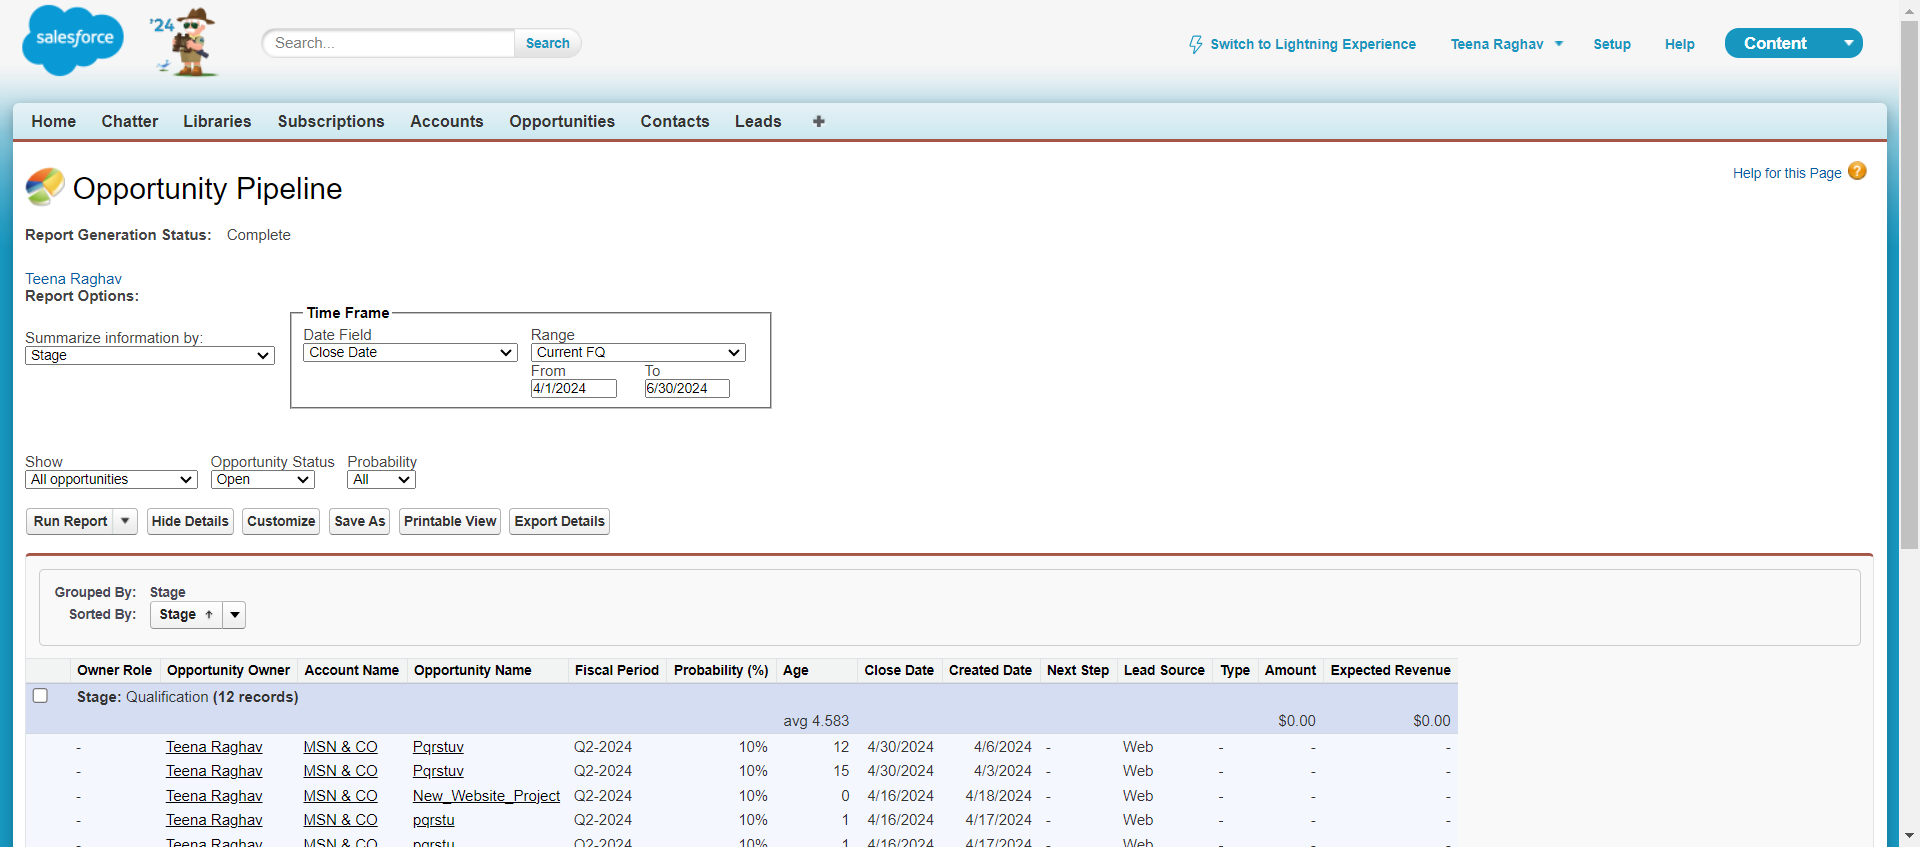 salesforce
'24
Search...
Search
Switch to Lightning Experience
Teena Raghav
Setup
Help
Content
Home Chatter Libraries Subscriptions Accounts Opportunities Contacts Leads +
Opportunity Pipeline
Help for this Page ?
Report Generation Status: Complete
Teena Raghav
Report Options:
Time Frame
Summarize information by:
Stage
Date Field Range
Close Date Current FQ
From To
4/1/2024 6/30/2024
Show Opportunity Status Probability
All opportunities Open All
Run Report Hide Details Customize Save As Printable View Export Details
Grouped By: Stage
Sorted By: Stage ↑
Owner Role Opportunity Owner Account Name Opportunity Name Fiscal Period Probability (%) Age Close Date Created Date Next Step Lead Source Type Amount Expected Revenue
Stage: Qualification (12 records)
avg 4.583 $0.00 $0.00
- Teena Raghav MSN & CO Pqrstuv Q2-2024 10% 12 4/30/2024 4/6/2024 - Web - - -
- Teena Raghav MSN & CO Pqrstuv Q2-2024 10% 15 4/30/2024 4/3/2024 - Web - - -
- Teena Raghav MSN & CO New_Website_Project Q2-2024 10% 0 4/16/2024 4/18/2024 - Web - - -
- Teena Raghav MSN & CO pqrstu Q2-2024 10% 1 4/16/2024 4/17/2024 - Web - - -
- Teena Raghav MSN & CO pqrstu Q2-2024 10% 1 4/16/2024 4/17/2024 - Web - - -